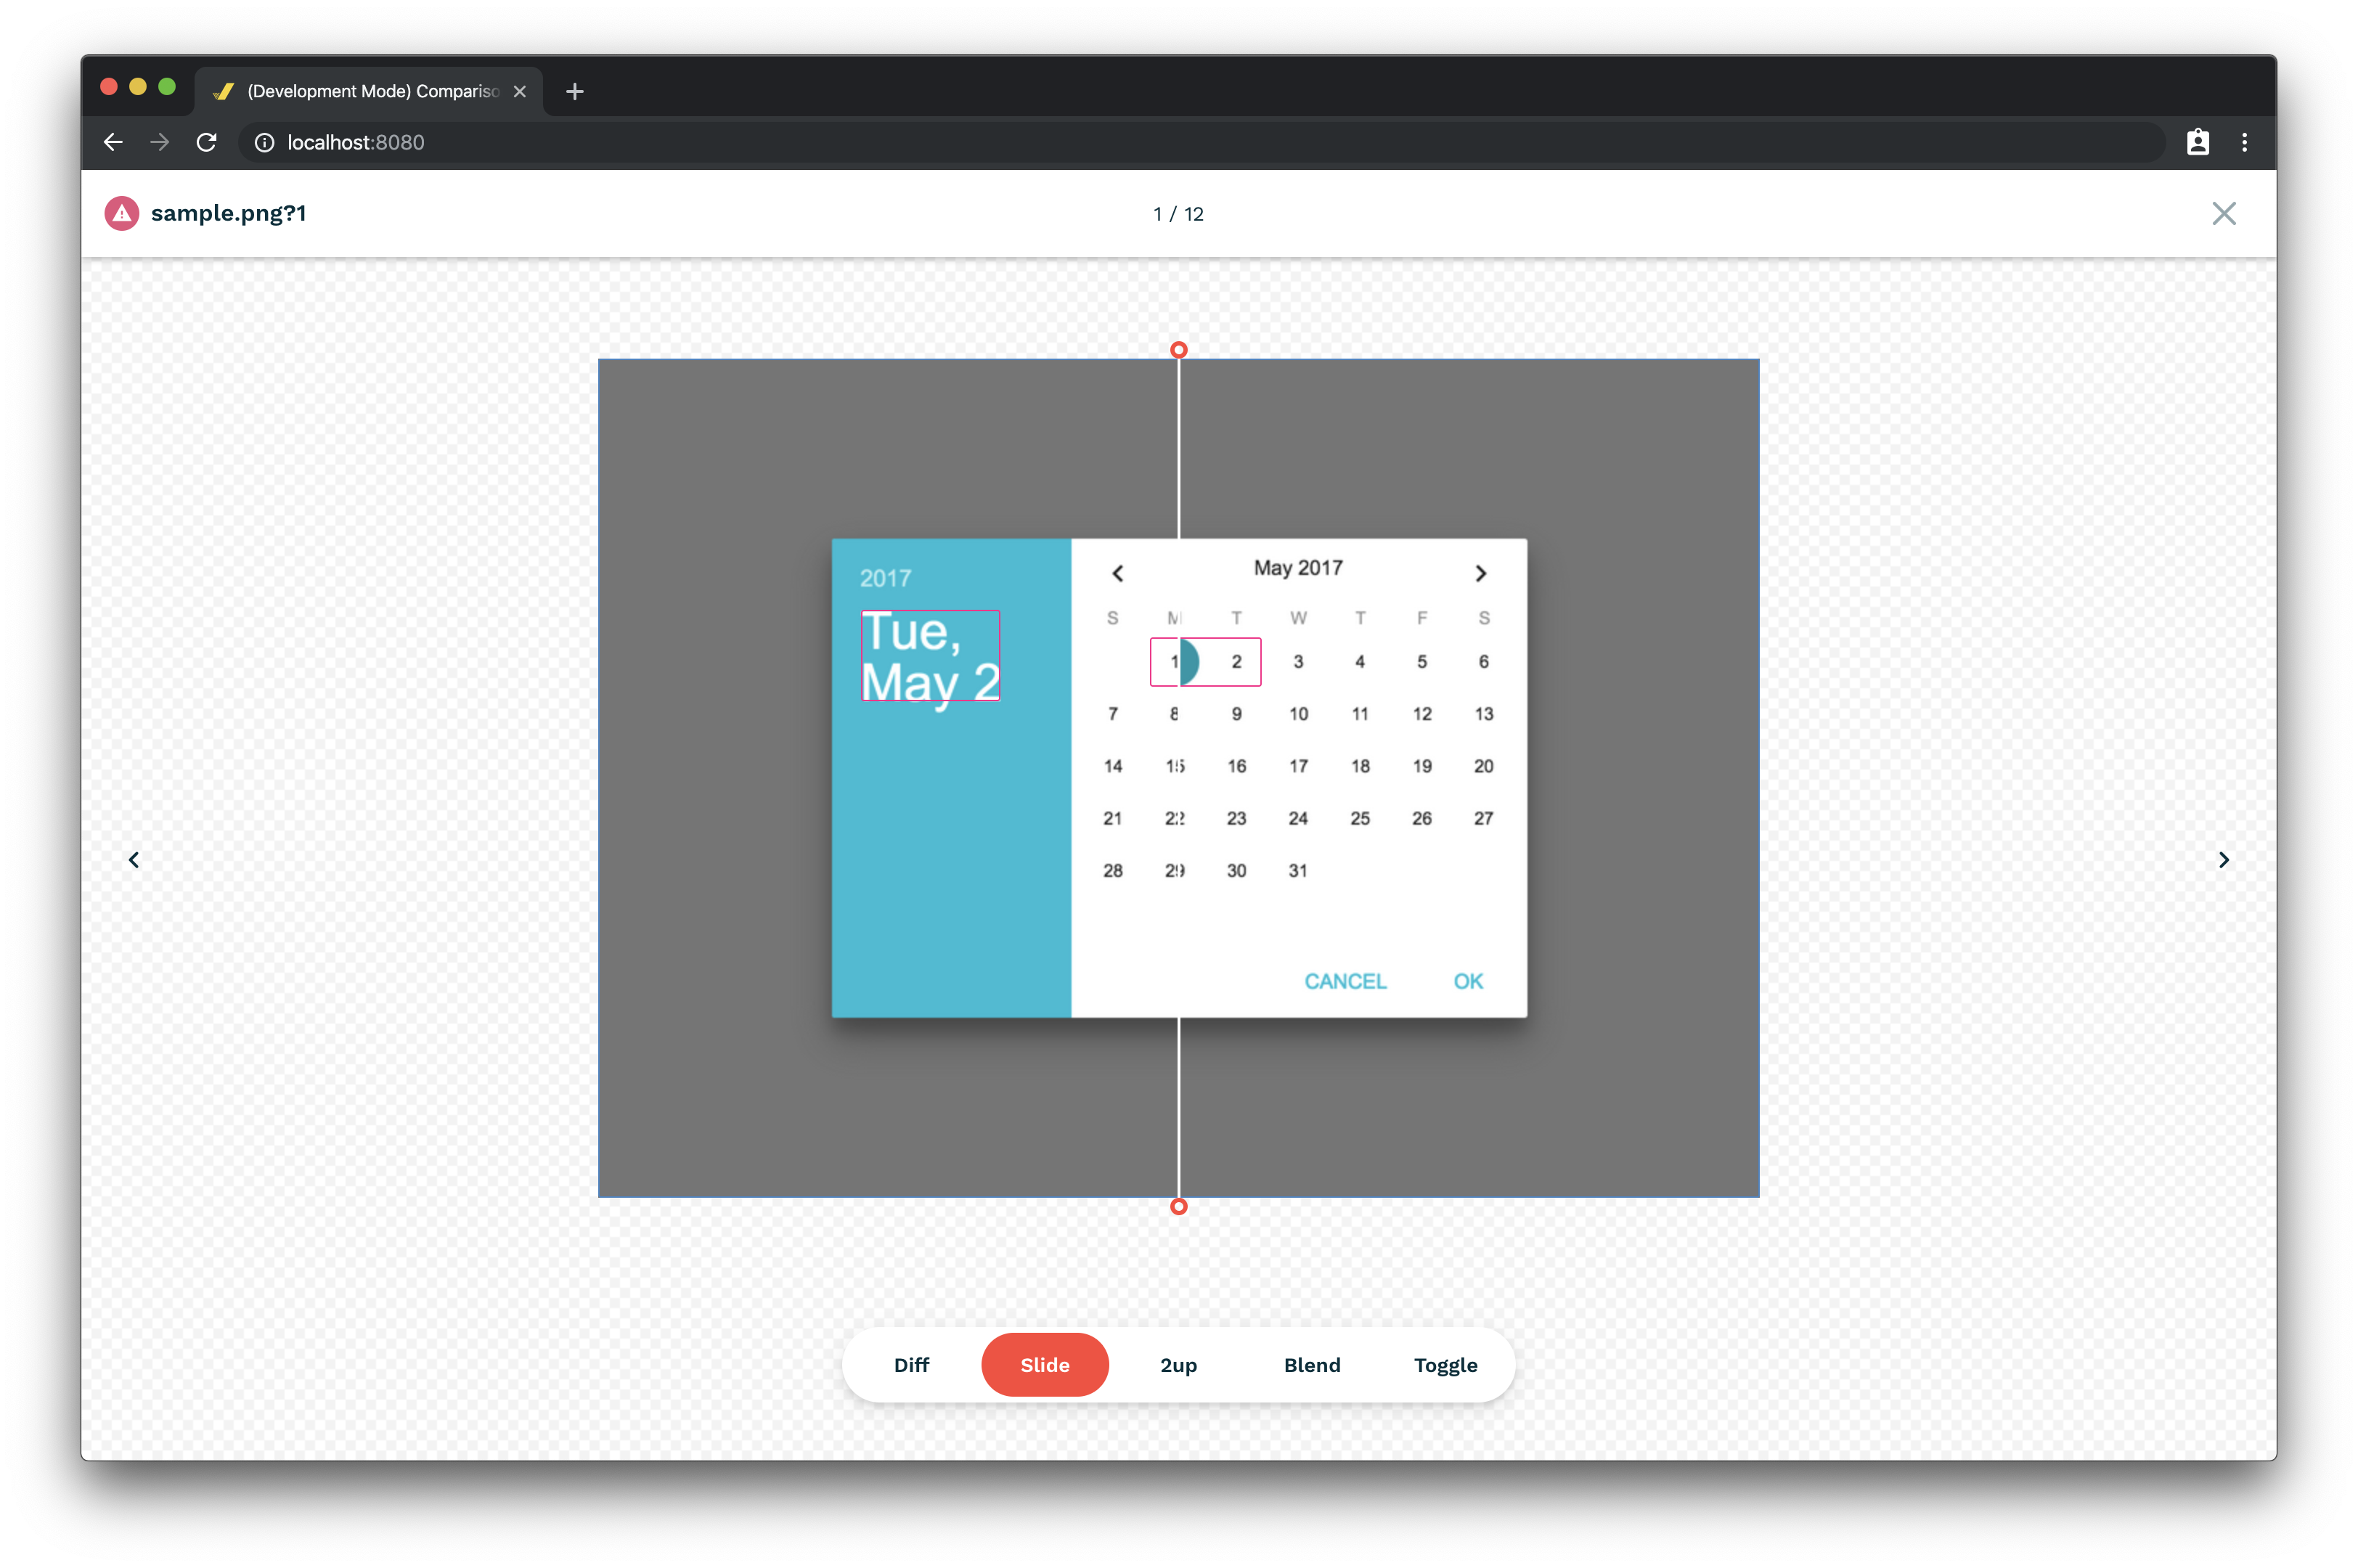 (Development Mode) Compariso
localhost:8080
sample.png?1
1 / 12
2017
Tue,
May 2
May 2017
S M T W T F S
1 2 3 4 5 6
7 8 9 10 11 12 13
14 15 16 17 18 19 20
21 22 23 24 25 26 27
28 29 30 31
CANCEL OK
Diff Slide 2up Blend Toggle